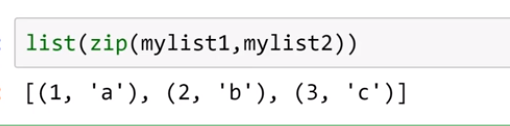 list(zip(mylist1,mylist2))
[(1, 'a'), (2, 'b'), (3, 'c')]